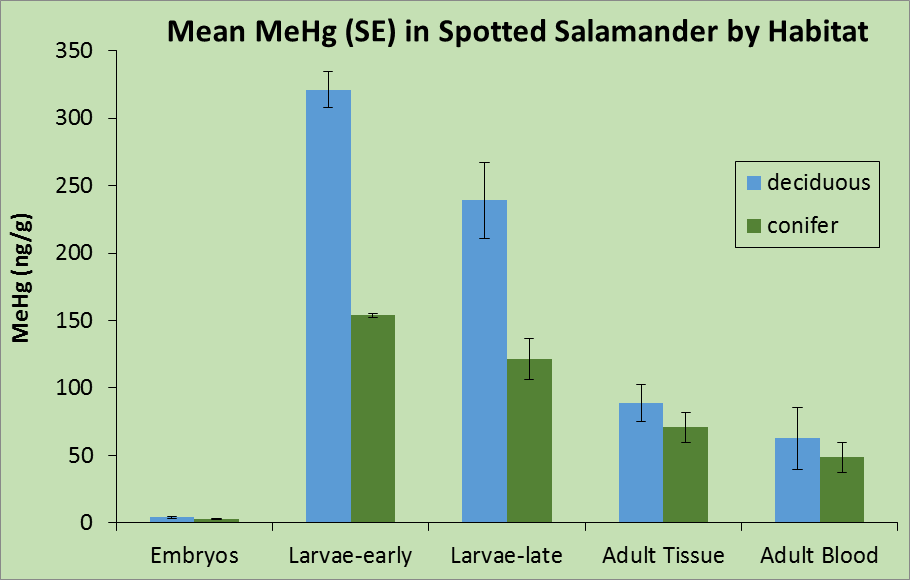 Mean MeHg (SE) in Spotted Salamander by Habitat
350
300
250
200
150
100
50
0
MeHg (ng/g)
deciduous
conifer
Embryos
Larvae-early
Larvae-late
Adult Tissue
Adult Blood